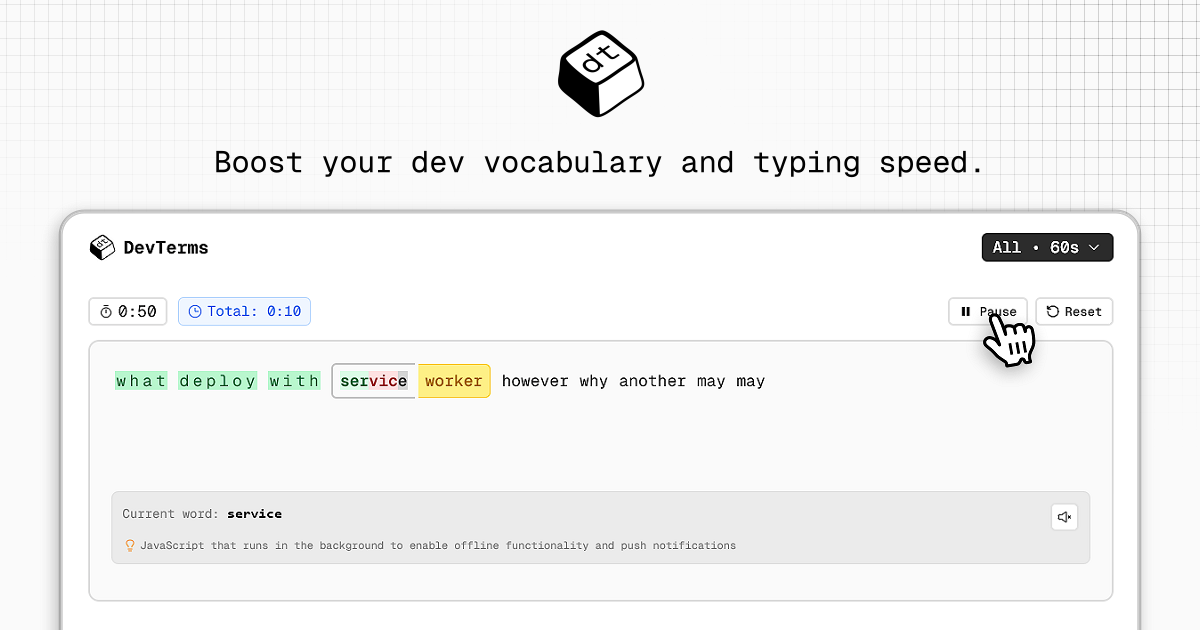 dt
Boost your dev vocabulary and typing speed.
dt DevTerms
All • 60s
0:50 Total: 0:10
Pause Reset
what deploy with service worker however why another may may
Current word: service
JavaScript that runs in the background to enable offline functionality and push notifications